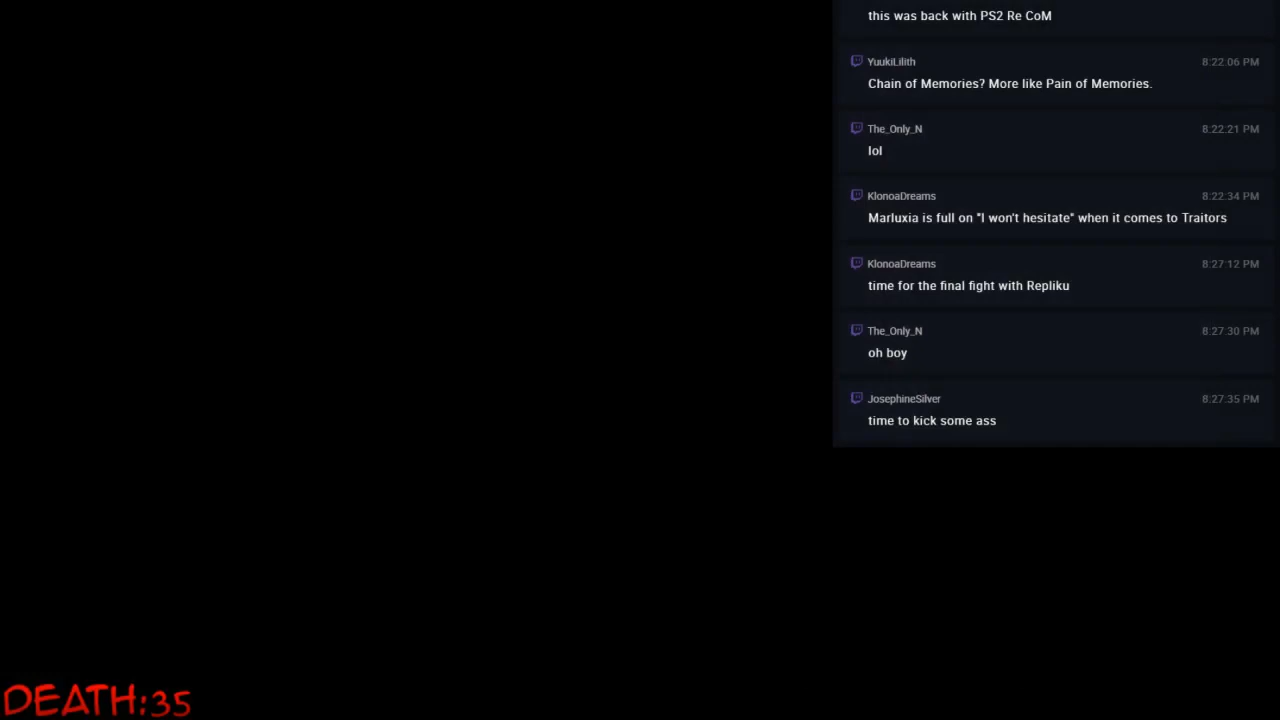 this was back with PS2 Re CoM
YuukiLilith 8:22:06 PM
Chain of Memories? More like Pain of Memories.
The_Only_N 8:22:21 PM
lol
KlonoaDreams 8:22:34 PM
Marluxia is full on "I won't hesitate" when it comes to Traitors
KlonoaDreams 8:27:12 PM
time for the final fight with Repliku
The_Only_N 8:27:30 PM
oh boy
JosephineSilver 8:27:35 PM
time to kick some ass
DEATH:35